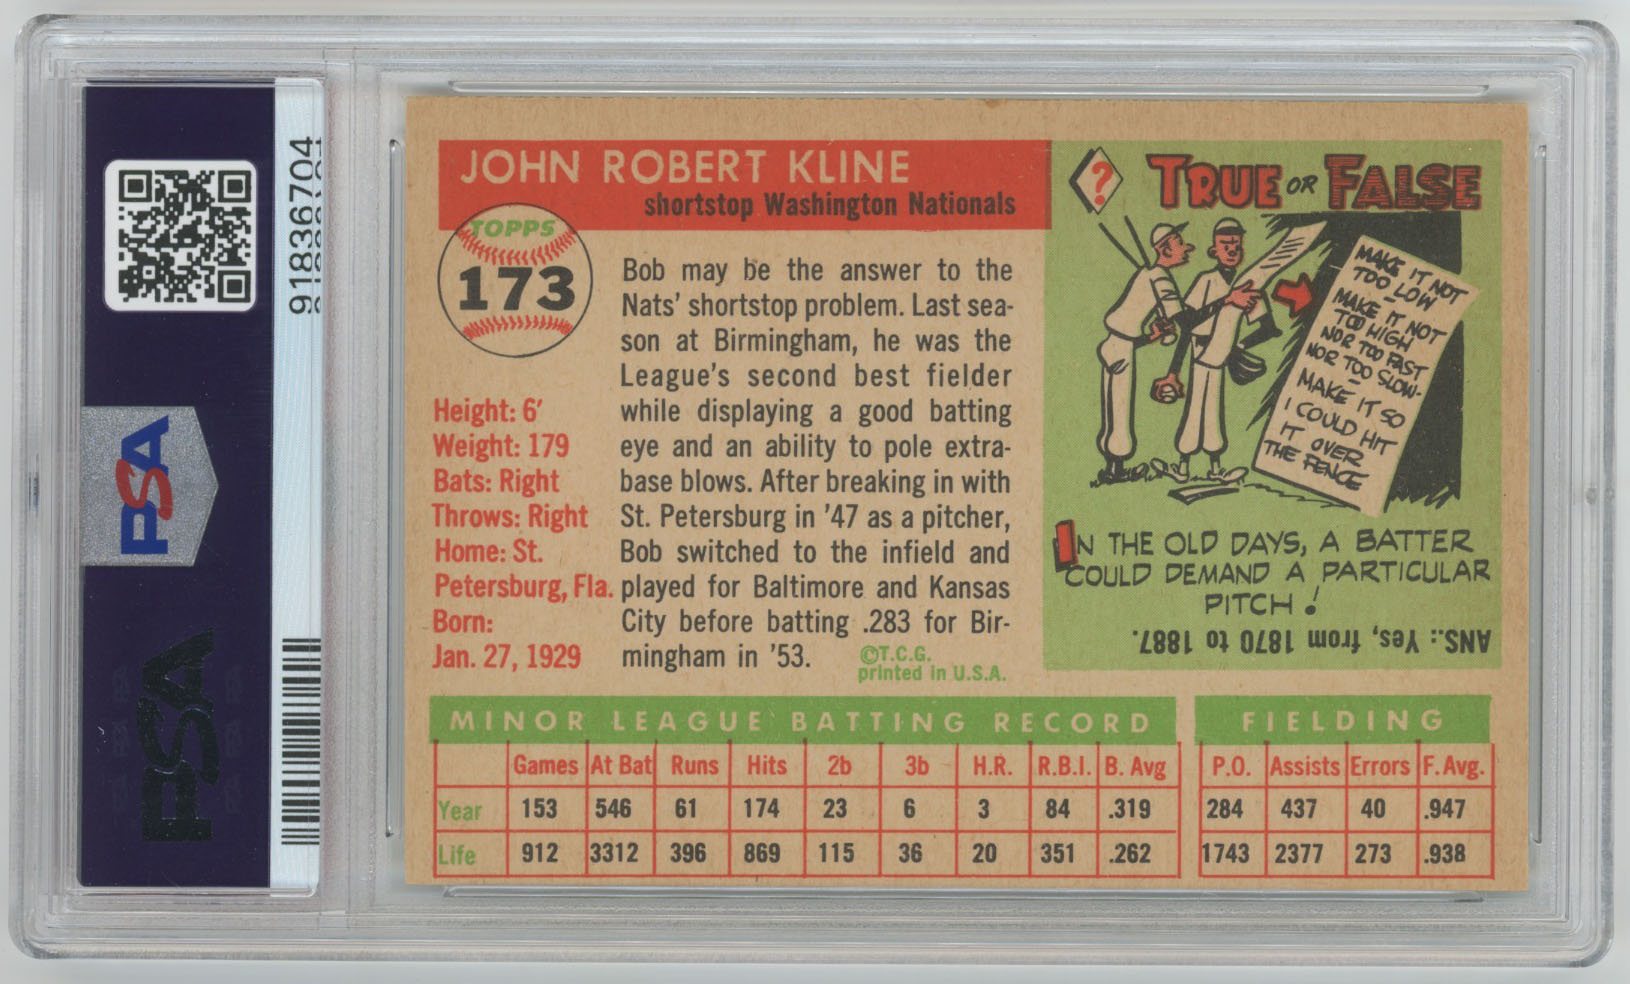 91836704
PSA
PSA
JOHN ROBERT KLINE
shortstop Washington Nationals
TOPPS
173
Height: 6'
Weight: 179
Bats: Right
Throws: Right
Home: St.
Petersburg, Fla.
Born:
Jan. 27, 1929
Bob may be the answer to the
Nats' shortstop problem. Last sea-
son at Birmingham, he was the
League's second best fielder
while displaying a good batting
eye and an ability to pole extra-
base blows. After breaking in with
St. Petersburg in '47 as a pitcher,
Bob switched to the infield and
played for Baltimore and Kansas
City before batting .283 for Bir-
mingham in '53.
©T.C.G.
printed in U.S.A.
?
TRUE OR FALSE
MAKE IT NOT
TOO LOW
MAKE IT NOT
TOO HIGH
NOR TOO FAST
NOR TOO SLOW-
MAKE IT SO
I COULD HIT
IT OVER
THE FENCE
IN THE OLD DAYS, A BATTER
COULD DEMAND A PARTICULAR
PITCH!
ANS.: Yes, from 1870 to 1887.
MINOR LEAGUE BATTING RECORD
Games At Bat Runs Hits 2b 3b H.R. R.B.I. B. Avg
Year 153 546 61 174 23 6 3 84 .319
Life 912 3312 396 869 115 36 20 351 .262
FIELDING
P.O. Assists Errors F. Avg.
284 437 40 .947
1743 2377 273 .938